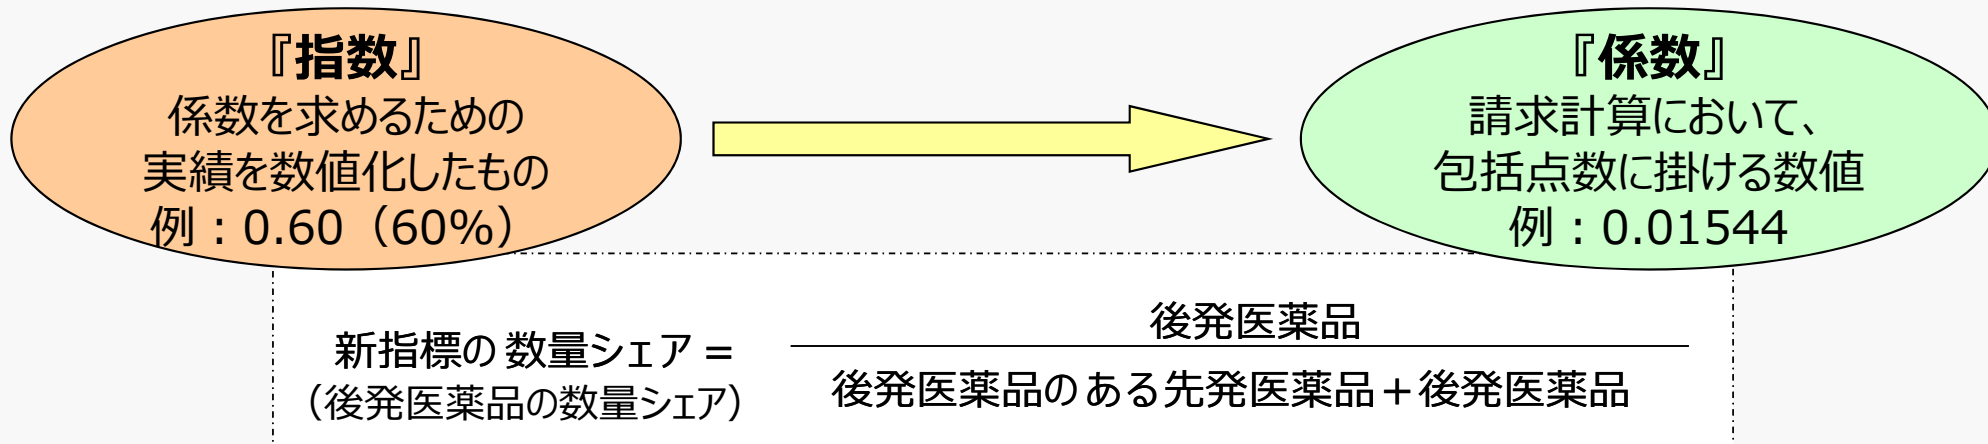 『指数』
係数を求めるための
実績を数値化したもの
例：0.60（60%）
『係数』
請求計算において、
包括点数に掛ける数値
例：0.01544
新指標の数量シェア =
（後発医薬品の数量シェア）
後発医薬品
後発医薬品のある先発医薬品＋後発医薬品